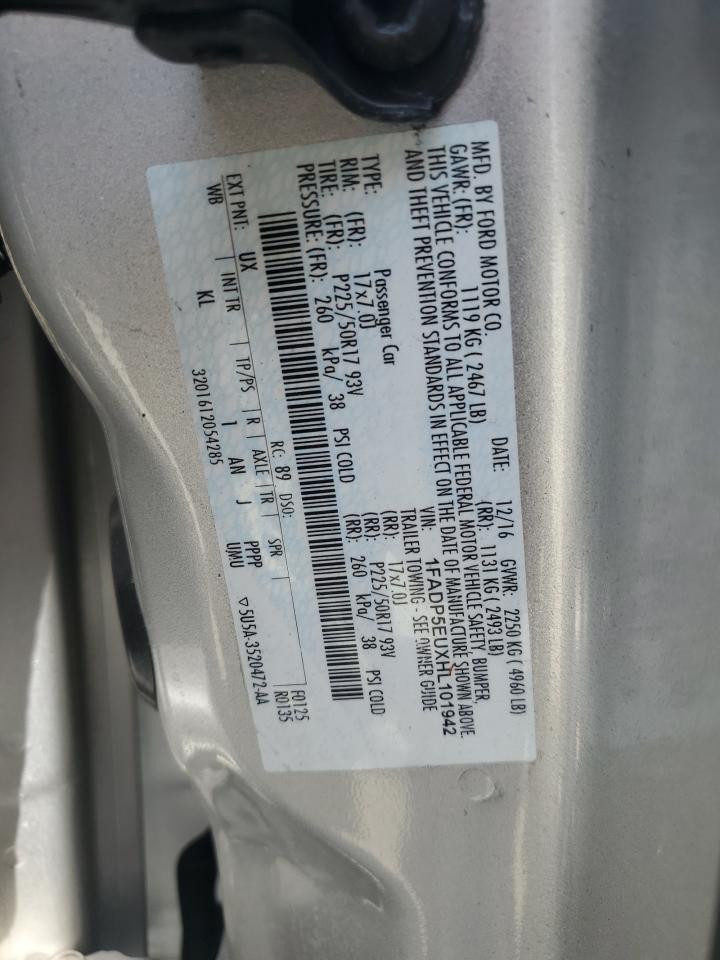 MFD. BY FORD MOTOR CO.
DATE: 12/16 GVWR: 2250 KG ( 4960 LB)
GAWR: (FR): 1119 KG ( 2467 LB) (RR): 1131 KG ( 2493 LB)
THIS VEHICLE CONFORMS TO ALL APPLICABLE FEDERAL MOTOR VEHICLE SAFETY, BUMPER,
AND THEFT PREVENTION STANDARDS IN EFFECT ON THE DATE OF MANUFACTURE SHOWN ABOVE.
VIN: 1FADP5EUXHL101942
TYPE: Passenger Car TRAILER TOWING - SEE OWNER GUIDE
RIM: (FR): 17x7.0J (RR): 17x7.0J
TIRE: (FR): P225/50R17 93V (RR): P225/50R17 93V
PRESSURE: (FR): 260 kPa/ 38 PSI COLD (RR): 260 kPa/ 38 PSI COLD
RC: 89 DSO: F0125
EXT PNT: UX R0135
INT TR TP/PS R AXLE TR SPR
WB KL 1 AN J PPPP
UMU
3201612054285 ▽5U5A-3520472-AA